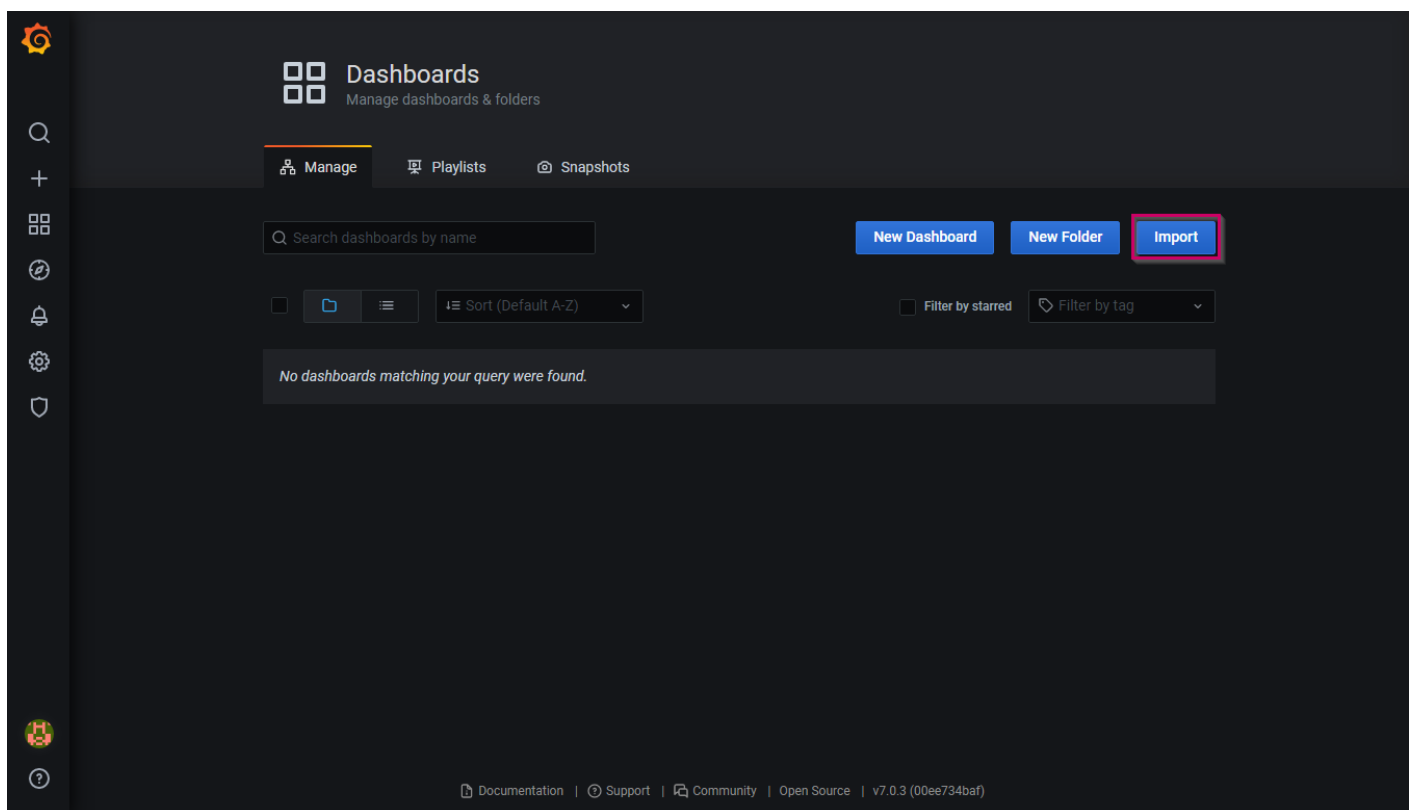 Dashboards
Manage dashboards & folders
Manage Playlists Snapshots
Search dashboards by name New Dashboard New Folder Import
Sort (Default A-Z) Filter by starred Filter by tag
No dashboards matching your query were found.
Documentation | Support | Community | Open Source | v7.0.3 (00ee734baf)